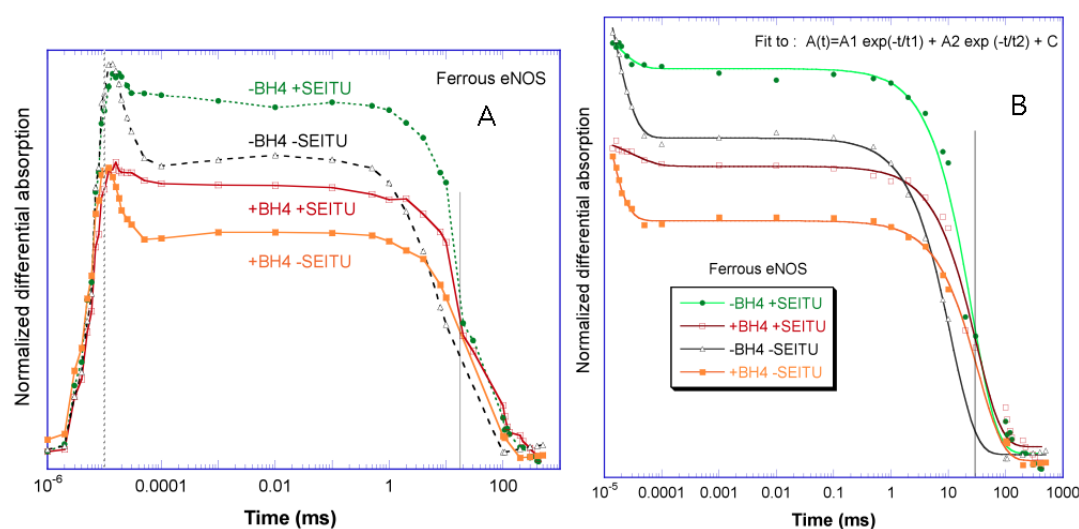 Normalized differential absorption
Ferrous eNOS
A
-BH4 +SEITU
-BH4 -SEITU
+BH4 +SEITU
+BH4 -SEITU
10-6 0.0001 0.01 1 100
Time (ms)
Normalized differential absorption
Fit to : A(t)=A1 exp(-t/t1) + A2 exp (-t/t2) + C
B
Ferrous eNOS
-BH4 +SEITU
+BH4 +SEITU
-BH4 -SEITU
+BH4 -SEITU
10-5 0.0001 0.001 0.01 0.1 1 10 100 1000
Time (ms)